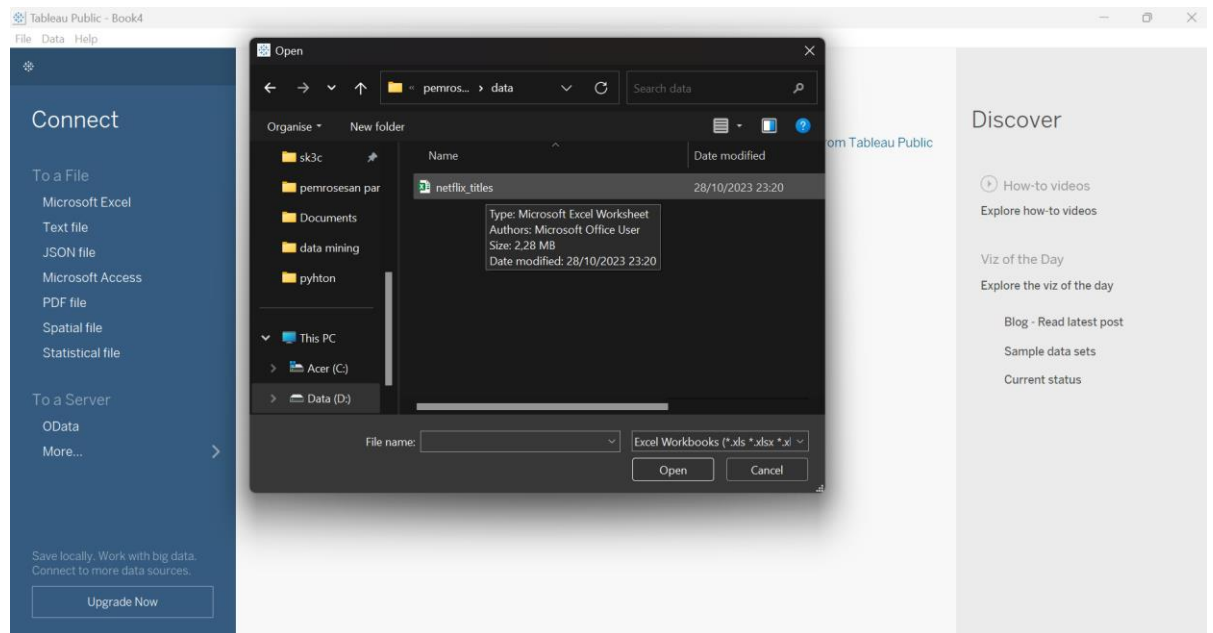 Tableau Public - Book4
File Data Help
Connect
To a File
Microsoft Excel
Text file
JSON file
Microsoft Access
PDF file
Spatial file
Statistical file
To a Server
OData
More...
Save locally. Work with big data.
Connect to more data sources.
Upgrade Now
Open
« pemros... › data
Search data
Organise
New folder
sk3c
pemrosesan par
Documents
data mining
pyhton
This PC
Acer (C:)
Data (D:)
Name
Date modified
netflix_titles
28/10/2023 23:20
Type: Microsoft Excel Worksheet
Authors: Microsoft Office User
Size: 2,28 MB
Date modified: 28/10/2023 23:20
File name:
Excel Workbooks (*.xls *.xlsx *.xl
Open
Cancel
om Tableau Public
Discover
How-to videos
Explore how-to videos
Viz of the Day
Explore the viz of the day
Blog - Read latest post
Sample data sets
Current status